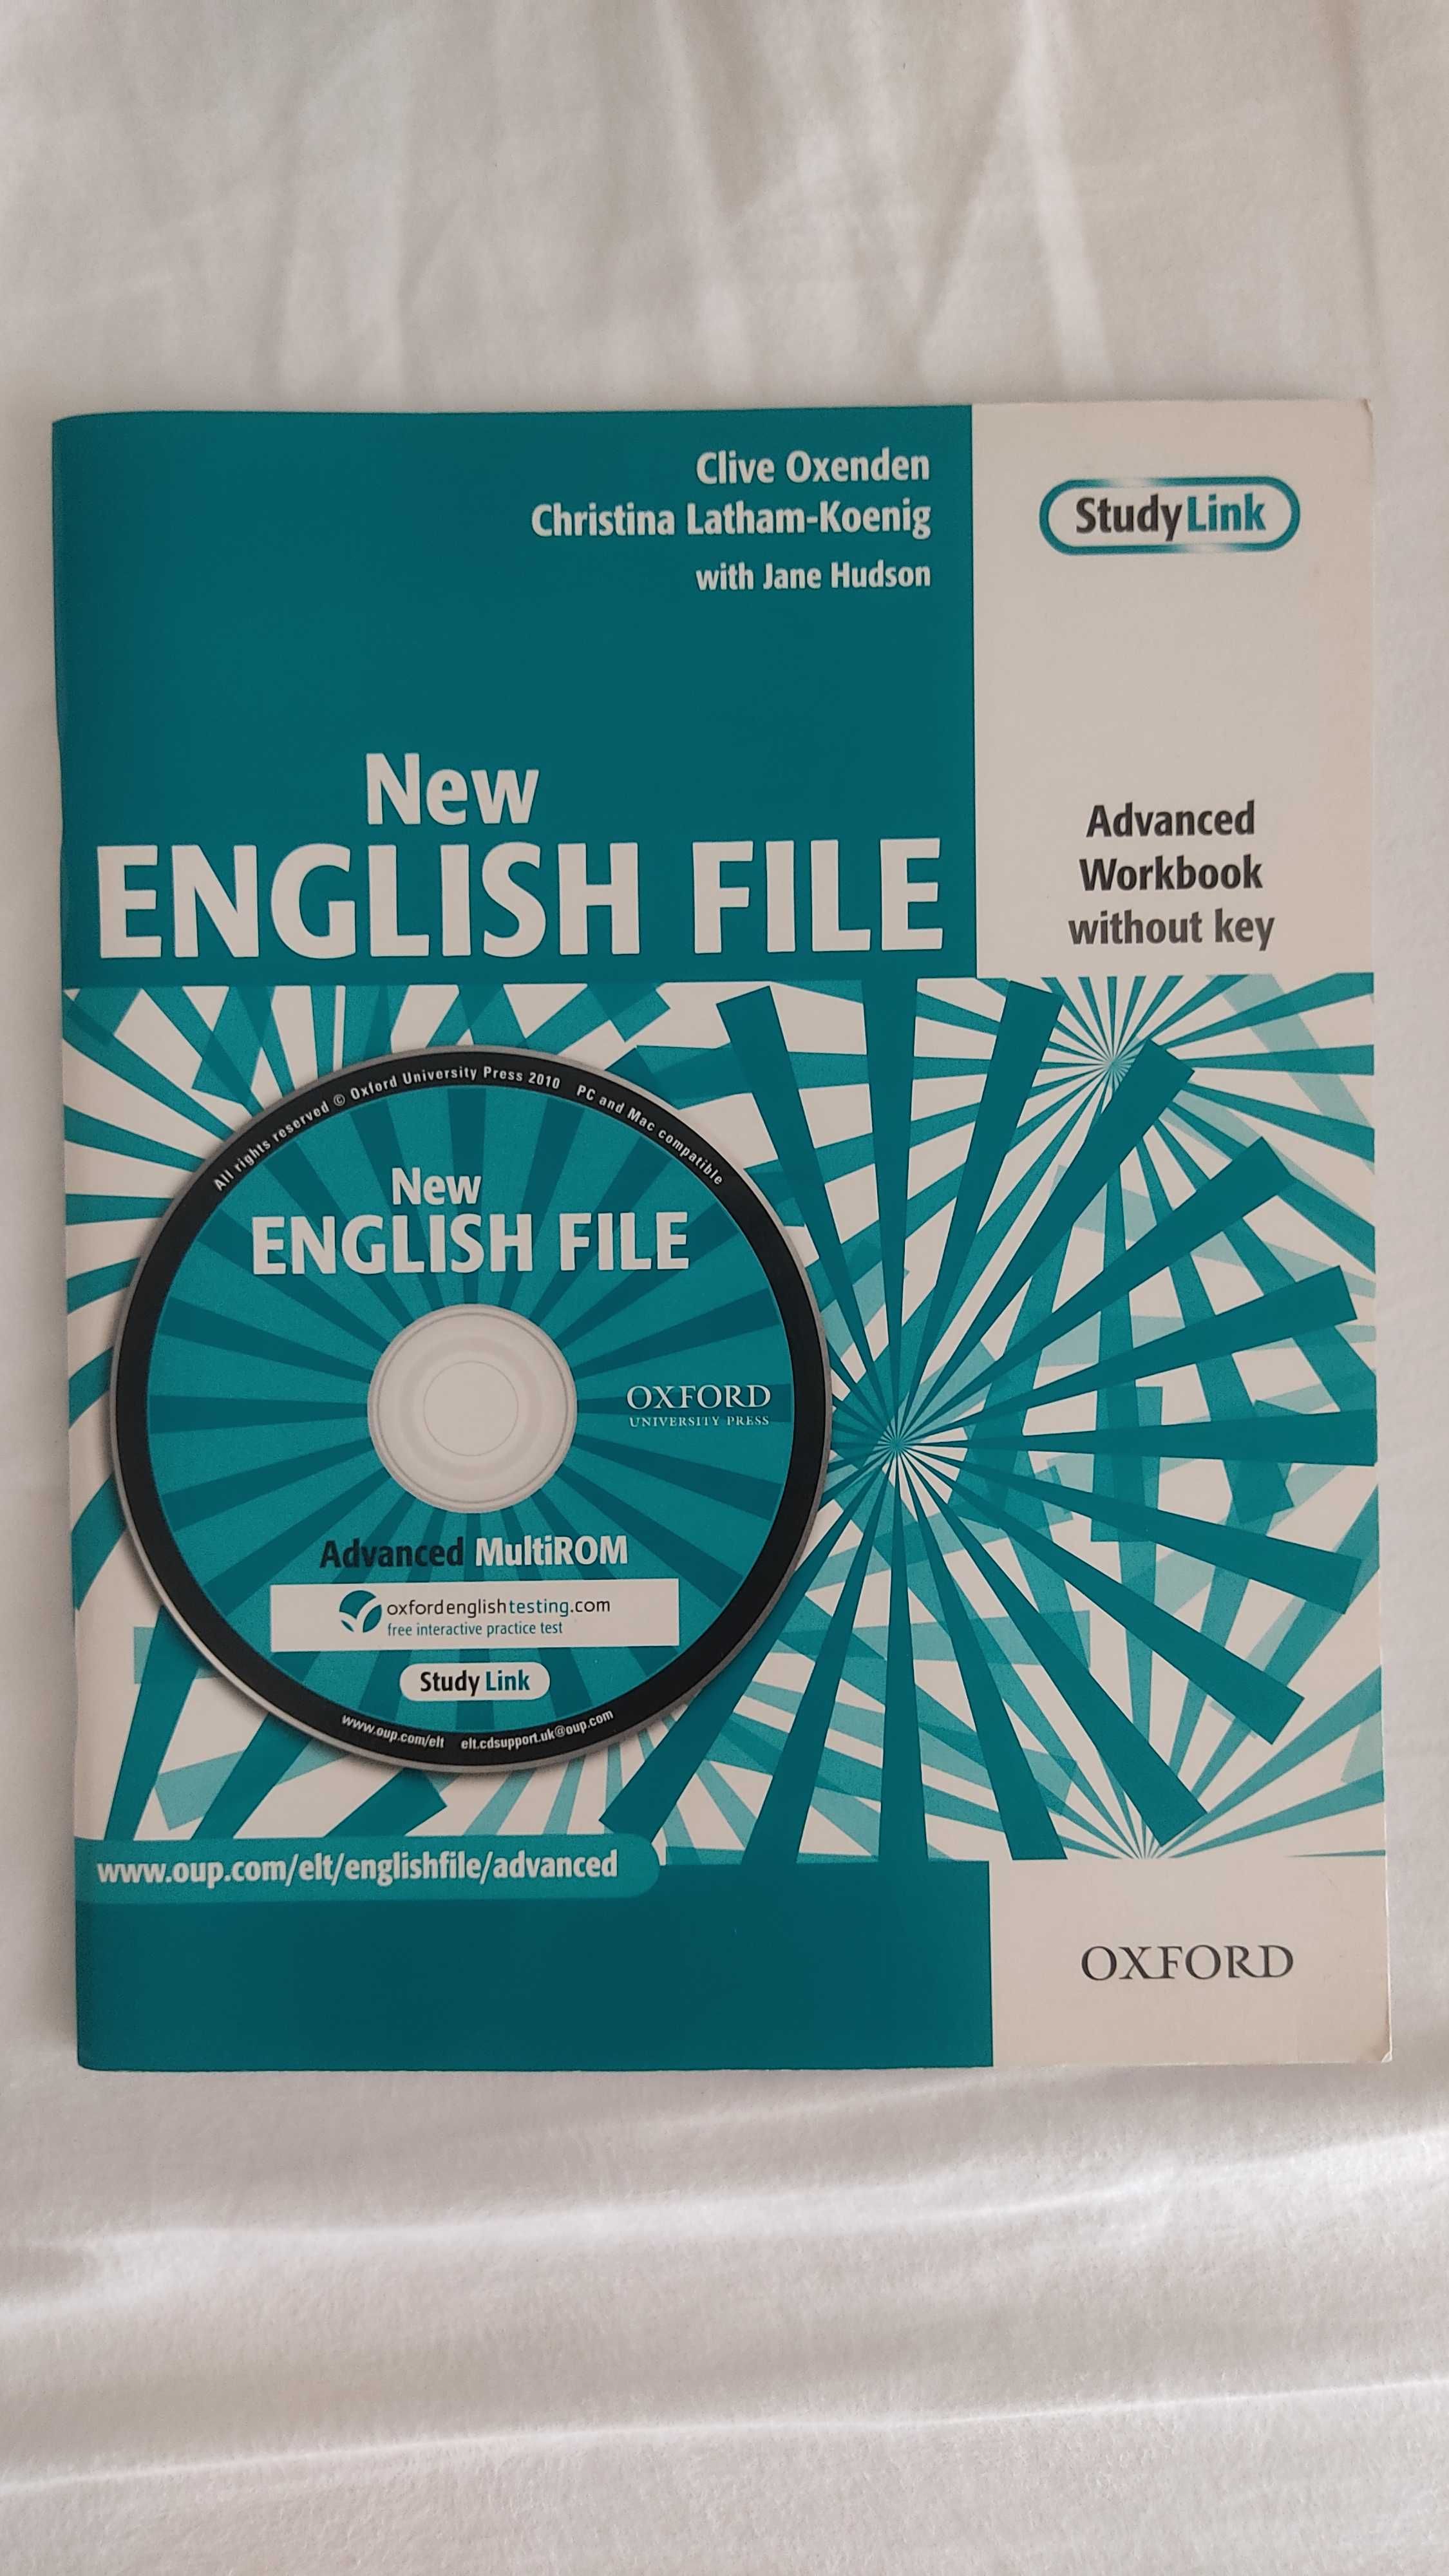 Clive Oxenden
Christina Latham-Koenig
with Jane Hudson
StudyLink
New
ENGLISH FILE
Advanced
Workbook
without key
All rights reserved © Oxford University Press 2010 PC and Mac compatible
New
ENGLISH FILE
OXFORD
UNIVERSITY PRESS
Advanced MultiROM
oxfordenglishtesting.com
free interactive practice test
Study Link
www.oup.com/elt elt.cdsupport.uk@oup.com
www.oup.com/elt/englishfile/advanced
OXFORD